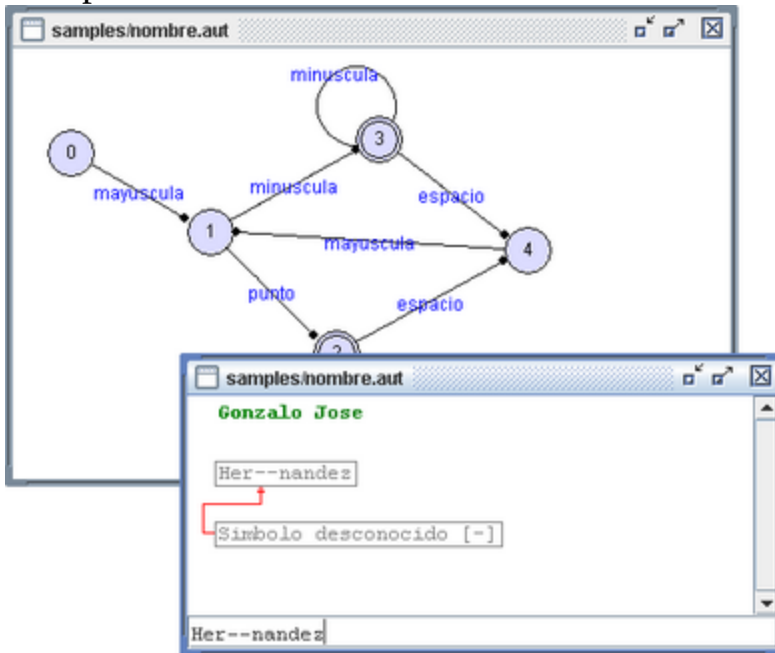 samples/nombre.aut
minuscula
3
0
mayuscula
minuscula
espacio
1
mayuscula
4
punto
espacio
2
samples/nombre.aut
Gonzalo Jose
Her--nandez
Simbolo desconocido [-]
Her--nandez